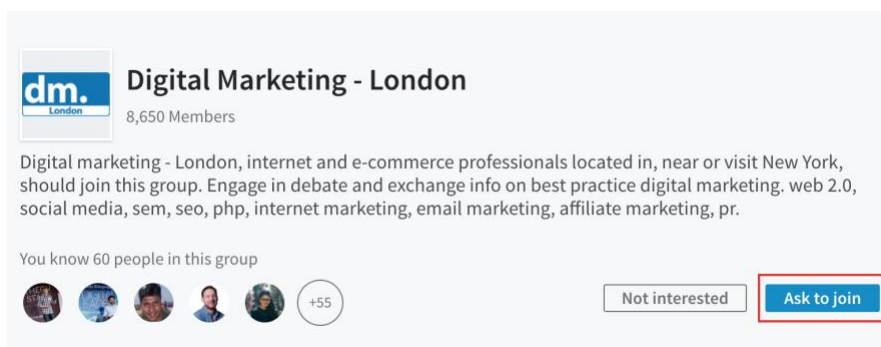 dm.
London
Digital Marketing - London
8,650 Members
Digital marketing - London, internet and e-commerce professionals located in, near or visit New York,
should join this group. Engage in debate and exchange info on best practice digital marketing. web 2.0,
social media, sem, seo, php, internet marketing, email marketing, affiliate marketing, pr.
You know 60 people in this group
+55
Not interested
Ask to join